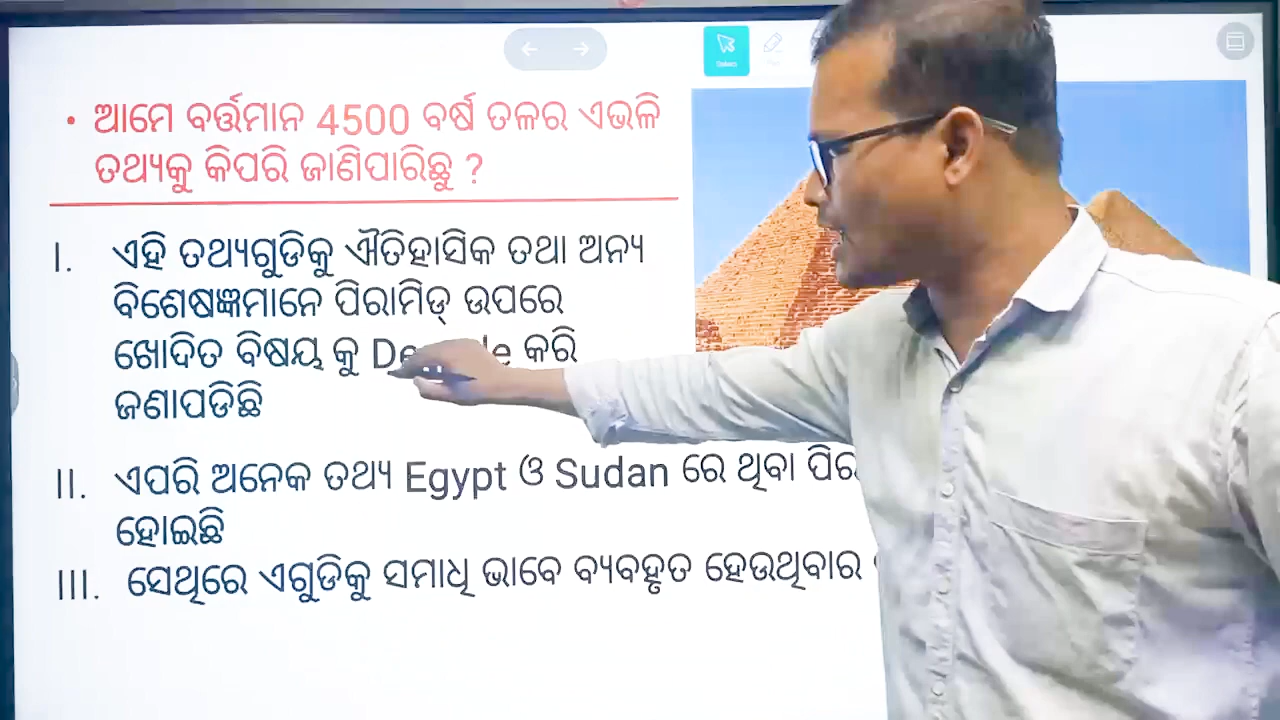 • ଆମେ ବର୍ତ୍ତମାନ 4500 ବର୍ଷ ତଳର ଏଭଳି
ତଥ୍ୟକୁ କିପରି ଜାଣିପାରିଛୁ ?
I. ଏହି ତଥ୍ୟଗୁଡିକୁ ଐତିହାସିକ ତଥା ଅନ୍ୟ
ବିଶେଷଜ୍ଞମାନେ ପିରାମିଡ୍ ଉପରେ
ଖୋଦିତ ବିଷୟ କୁ କରି
ଜଣାପଡିଛି
II. ଏପରି ଅନେକ ତଥ୍ୟ Egypt ଓ Sudan ରେ ଥିବା
ହୋଇଛି
III. ସେଥିରେ ଏଗୁଡିକୁ ସମାଧି ଭାବେ ବ୍ୟବହୃତ ହେଉଥିବାର